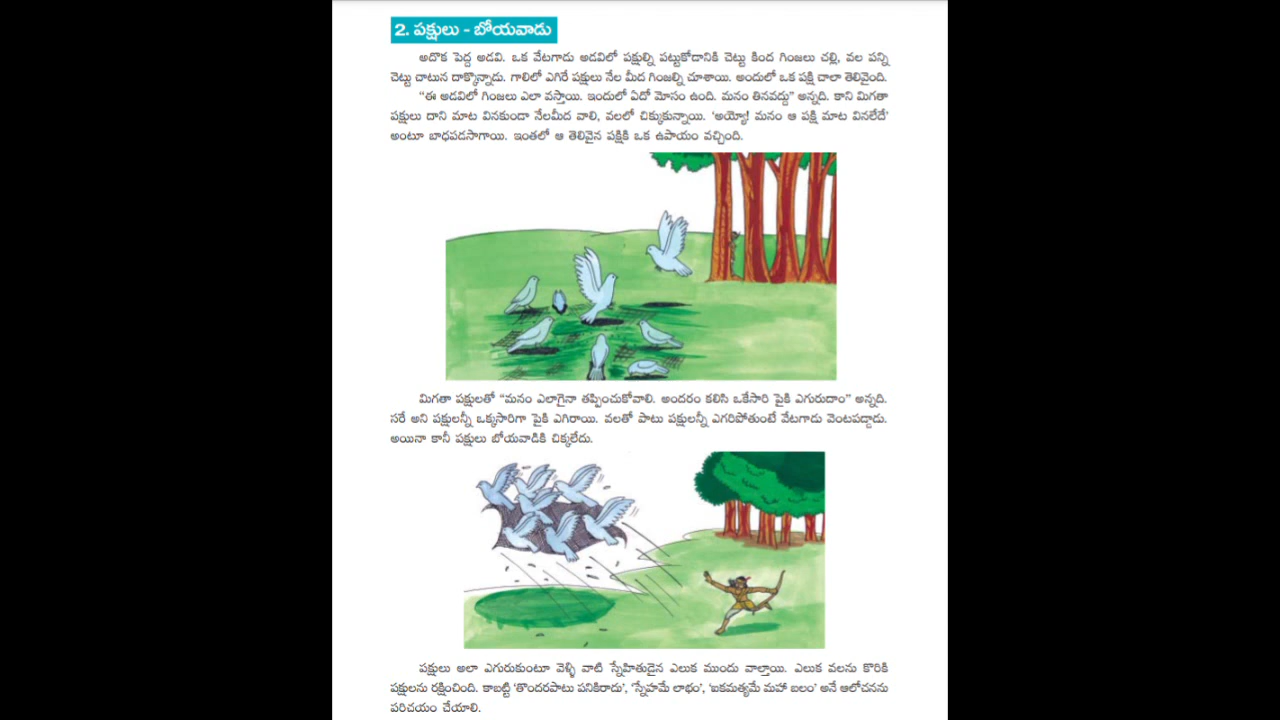 2. పక్షులు - బోయవాడు
అదొక పెద్ద అడవి. ఒక వేటగాడు అడవిలో పక్షుల్ని పట్టుకోడానికి చెట్టు కింద గింజలు చల్లి, వల పన్ని
చెట్టు చాటున దాక్కొన్నాడు. గాలిలో ఎగిరే పక్షులు నేల మీద గింజల్ని చూశాయి. అందులో ఒక పక్షి చాలా తెలివైంది.
“ఈ అడవిలో గింజలు ఎలా వస్తాయి. ఇందులో ఏదో మోసం ఉంది. మనం తినవద్దు” అన్నది. కాని మిగతా
పక్షులు దాని మాట వినకుండా నేలమీద వాలి, వలలో చిక్కుకున్నాయి. ‘అయ్యో! మనం ఆ పక్షి మాట వినలేదే’
అంటూ బాధపడసాగాయి. ఇంతలో ఆ తెలివైన పక్షికి ఒక ఉపాయం వచ్చింది.
మిగతా పక్షులతో “మనం ఎలాగైనా తప్పించుకోవాలి. అందరం కలిసి ఒకేసారి పైకి ఎగురుదాం” అన్నది.
సరే అని పక్షులన్నీ ఒక్కసారిగా పైకి ఎగిరాయి. వలతో పాటు పక్షులన్నీ ఎగరిపోతుంటే వేటగాడు వెంటపడ్డాడు.
అయినా కానీ పక్షులు బోయవాడికి చిక్కలేదు.
పక్షులు అలా ఎగురుకుంటూ వెళ్ళి వాటి స్నేహితుడైన ఎలుక ముందు వాల్తాయి. ఎలుక వలను కొరికి
పక్షులను రక్షించింది. కాబట్టి ‘తొందరపాటు పనికిరాదు’, ‘స్నేహమే లాభం’, ‘ఐకమత్యమే మహా బలం’ అనే ఆలోచనను
పరిచయం చేయాలి.